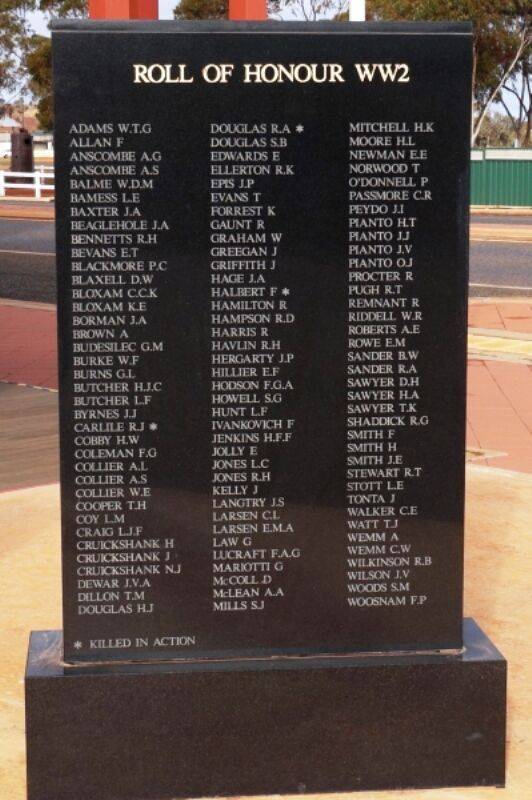 ROLL OF HONOUR WW2
ADAMS W.T.G
ALLAN F
ANSCOMBE A.G
ANSCOMBE A.S
BALME W.D.M
BAMESS L.E
BAXTER J.A
BEAGLEHOLE J.A
BENNETTS R.H
BEVANS E.T
BLACKMORE P.C
BLAXELL D.W
BLOXAM C.C.K
BLOXAM K.E
BORMAN J.A
BROWN A
BUDESILEC G.M
BURKE W.F
BURNS G.L
BUTCHER H.J.C
BUTCHER L.F
BYRNES J.J
CARLILE R.J *
COBBY H.W
COLEMAN F.G
COLLIER A.L
COLLIER A.S
COLLIER W.E
COOPER T.H
COY L.M
CRAIG L.J.F
CRUICKSHANK H
CRUICKSHANK J
CRUICKSHANK N.J
DEWAR J.V.A
DILLON T.M
DOUGLAS H.J
DOUGLAS R.A *
DOUGLAS S.B
EDWARDS E
ELLERTON R.K
EPIS J.P
EVANS T
FORREST K
GAUNT R
GRAHAM W
GREEGAN J
GRIFFITH J
HAGE J.A
HALBERT F *
HAMILTON R
HAMPSON R.D
HARRIS R
HAVLIN R.H
HERGARTY J.P
HILLIER E.F
HODSON F.G.A
HOWELL S.G
HUNT L.F
IVANKOVICH F
JENKINS H.F.F
JOLLY E
JONES L.C
JONES R.H
KELLY J
LANGTRY J.S
LARSEN C.L
LARSEN E.M.A
LAW G
LUCRAFT F.A.G
MARIOTTI G
McCOLL D
McLEAN A.A
MILLS S.J
MITCHELL H.K
MOORE H.L
NEWMAN E.E
NORWOOD T
O'DONNELL P
PASSMORE C.R
PEYDO J.I
PIANTO H.T
PIANTO J.J
PIANTO J.V
PIANTO O.J
PROCTER R
PUGH R.T
REMNANT R
RIDDELL W.R
ROBERTS A.E
ROWE E.M
SANDER B.W
SANDER R.A
SAWYER D.H
SAWYER H.A
SAWYER T.K
SHADDICK R.G
SMITH F
SMITH H
SMITH J.E
STEWART R.T
STOTT L.E
TONTA J
WALKER C.E
WATT T.J
WEMM A
WEMM C.W
WILKINSON R.B
WILSON J.V
WOODS S.M
WOOSNAM F.P
* KILLED IN ACTION